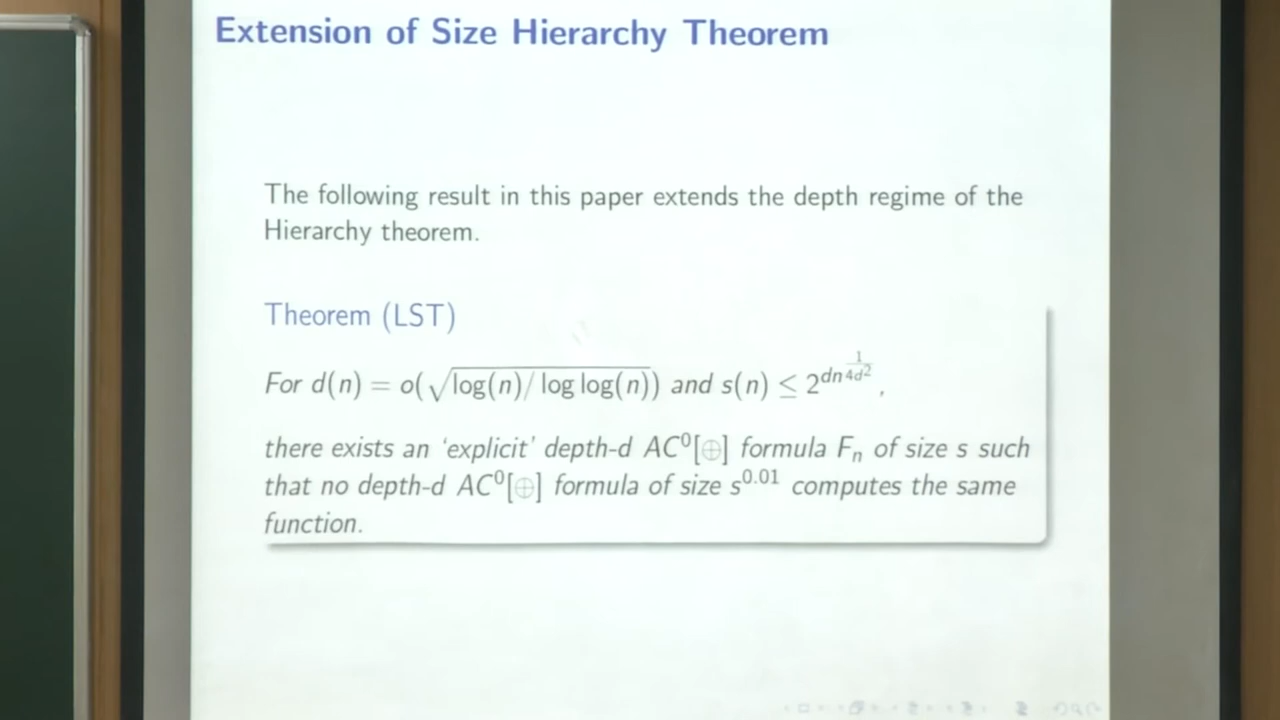 Extension of Size Hierarchy Theorem
The following result in this paper extends the depth regime of the
Hierarchy theorem.
Theorem (LST)
For d(n) = o(√(log(n)/ log log(n))) and s(n) ≤ 2^{dn^{1/4d²}},
there exists an ‘explicit’ depth-d AC⁰[⊕] formula Fₙ of size s such
that no depth-d AC⁰[⊕] formula of size s^{0.01} computes the same
function.